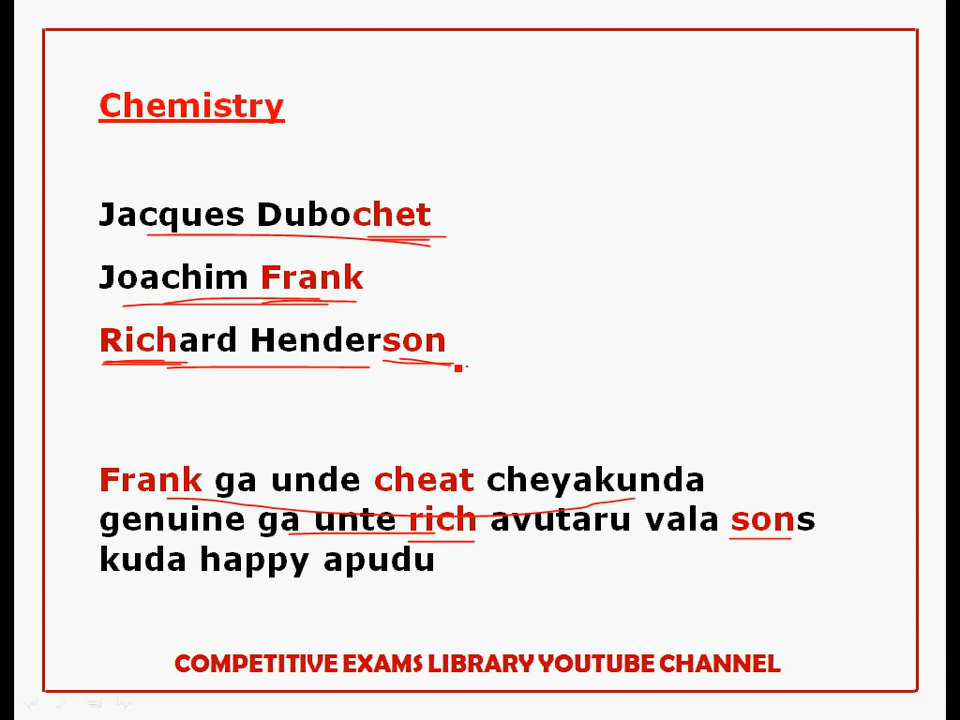 Chemistry
Jacques Dubochet
Joachim Frank
Richard Henderson
Frank ga unde cheat cheyakunda
genuine ga unte rich avutaru vala sons
kuda happy apudu
COMPETITIVE EXAMS LIBRARY YOUTUBE CHANNEL